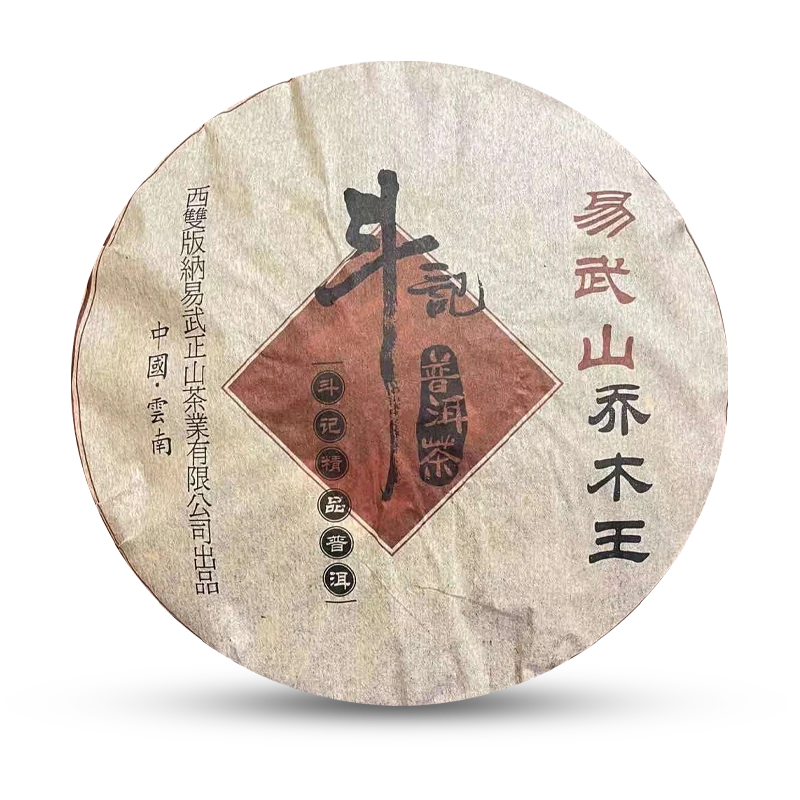 易武山乔木王
斗記
普洱茶
斗记精品普洱
西雙版納易武正山茶業有限公司出品
中國·雲南